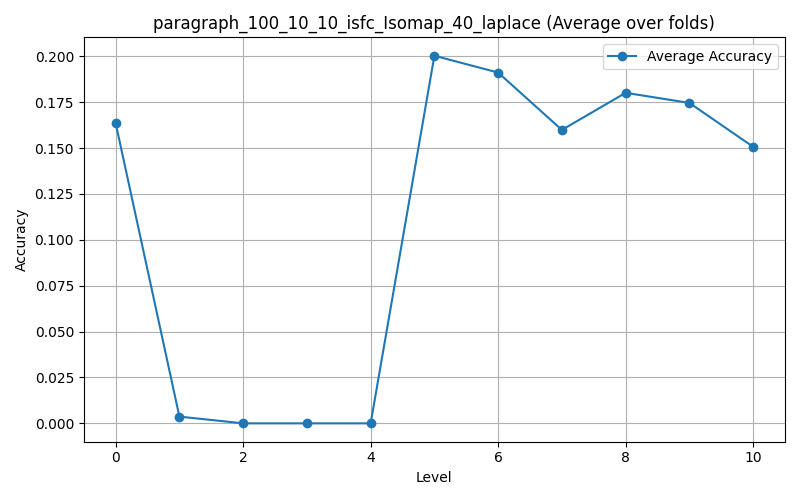 paragraph_100_10_10_isfc_Isomap_40_laplace (Average over folds)
Average Accuracy
0.200
0.175
0.150
0.125
0.100
0.075
0.050
0.025
0.000
Accuracy
0 2 4 6 8 10
Level